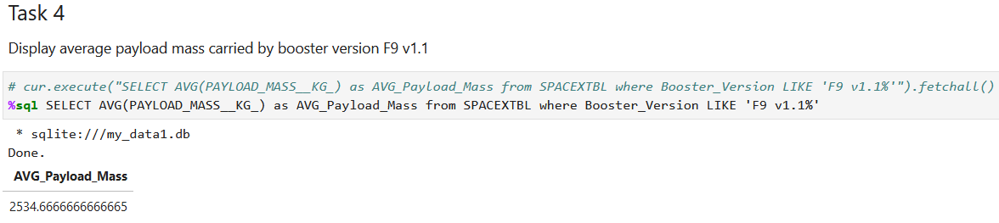 Task 4
Display average payload mass carried by booster version F9 v1.1
# cur.execute("SELECT AVG(PAYLOAD_MASS__KG_) as AVG_Payload_Mass from SPACEXTBL where Booster_Version LIKE 'F9 v1.1%'").fetchall()
%sql SELECT AVG(PAYLOAD_MASS__KG_) as AVG_Payload_Mass from SPACEXTBL where Booster_Version LIKE 'F9 v1.1%'
* sqlite:///my_data1.db
Done.
AVG_Payload_Mass
2534.6666666666665